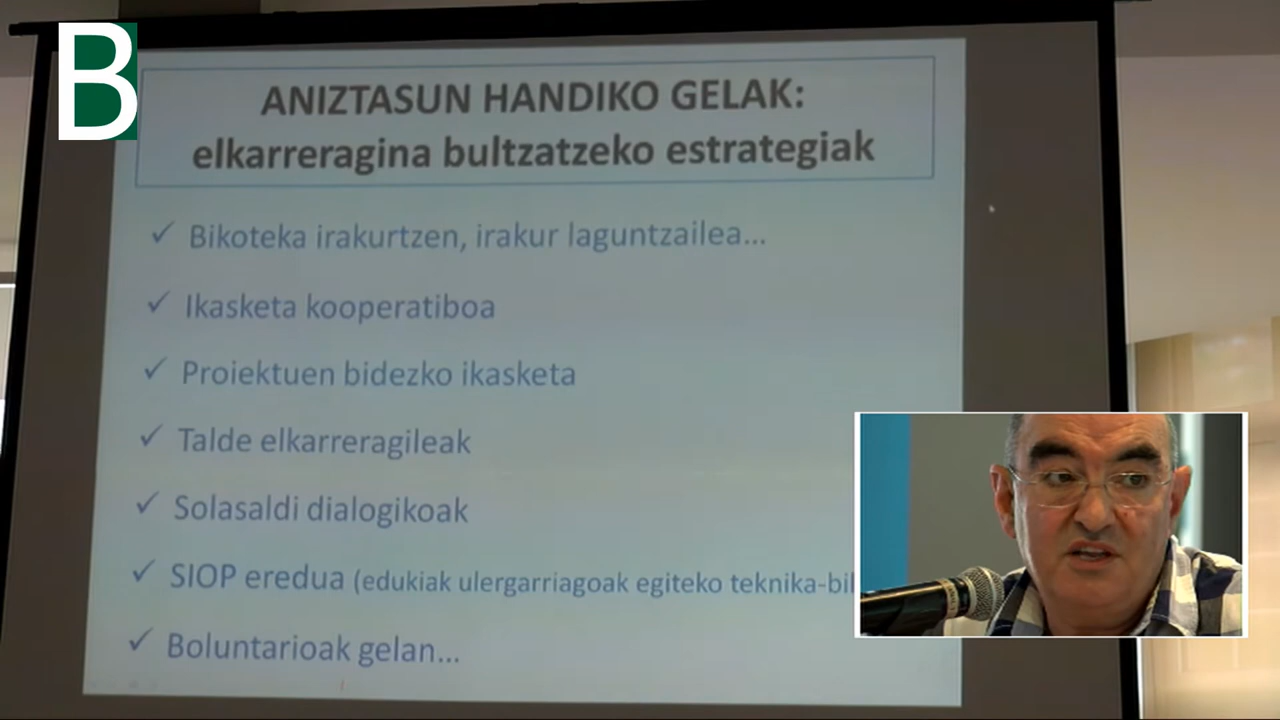 B
ANIZTASUN HANDIKO GELAK:
elkarreragina bultzatzeko estrategiak
✓ Bikoteka irakurtzen, irakur laguntzailea...
✓ Ikasketa kooperatiboa
✓ Proiektuen bidezko ikasketa
✓ Talde elkarreragileak
✓ Solasaldi dialogikoak
✓ SIOP eredua (edukiak ulergarriagoak egiteko
✓ Boluntarioak gelan...